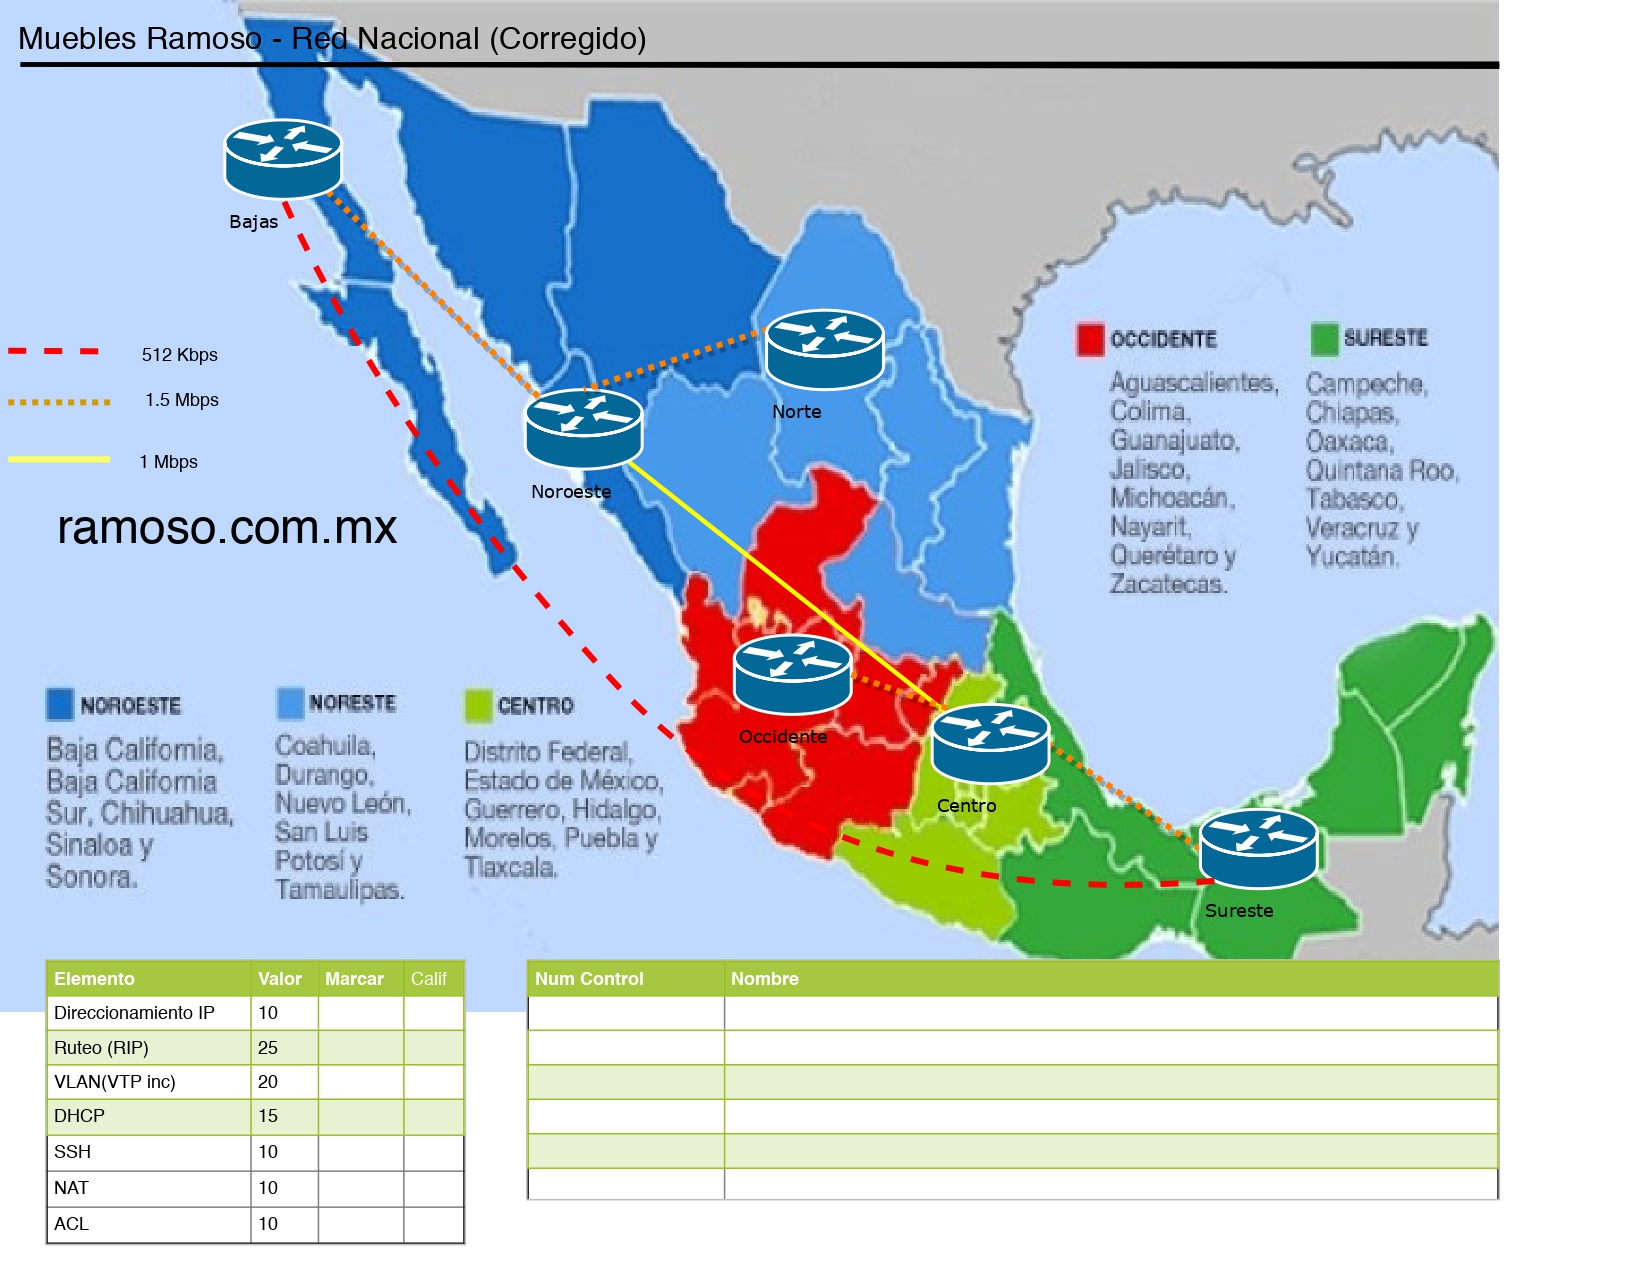 Muebles Ramoso - Red Nacional (Corregido)
Bajas
Norte
Noroeste
Occidente
Centro
Sureste
512 Kbps
1.5 Mbps
1 Mbps
ramoso.com.mx
OCCIDENTE
Aguascalientes,
Colima,
Guanajuato,
Jalisco,
Michoacán,
Nayarit,
Querétaro y
Zacatecas.
SURESTE
Campeche,
Chiapas,
Oaxaca,
Quintana Roo,
Tabasco,
Veracruz y
Yucatán.
NOROESTE
Baja California,
Baja California
Sur, Chihuahua,
Sinaloa y
Sonora.
NORESTE
Coahuila,
Durango,
Nuevo León,
San Luis
Potosí y
Tamaulipas.
CENTRO
Distrito Federal,
Estado de México,
Guerrero, Hidalgo,
Morelos, Puebla y
Tlaxcala.
Elemento Valor Marcar Calif
Direccionamiento IP 10
Ruteo (RIP) 25
VLAN(VTP inc) 20
DHCP 15
SSH 10
NAT 10
ACL 10
Num Control Nombre